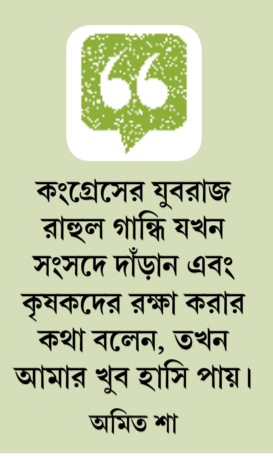 কংগ্রেসের যুবরাজ
রাহুল গান্ধি যখন
সংসদে দাঁড়ান এবং
কৃষকদের রক্ষা করার
কথা বলেন, তখন
আমার খুব হাসি পায়।
অমিত শা